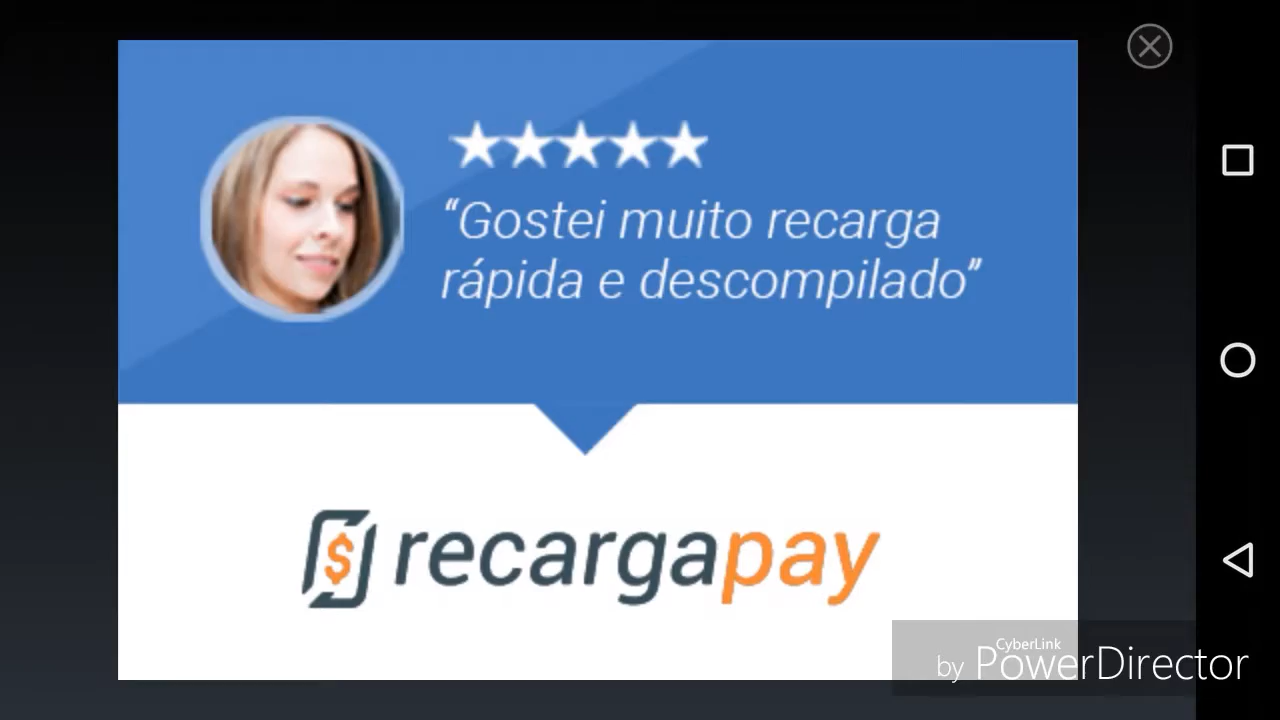 “Gostei muito recarga
rápida e descompilado”
$ recargapay
CyberLink
by PowerDirector